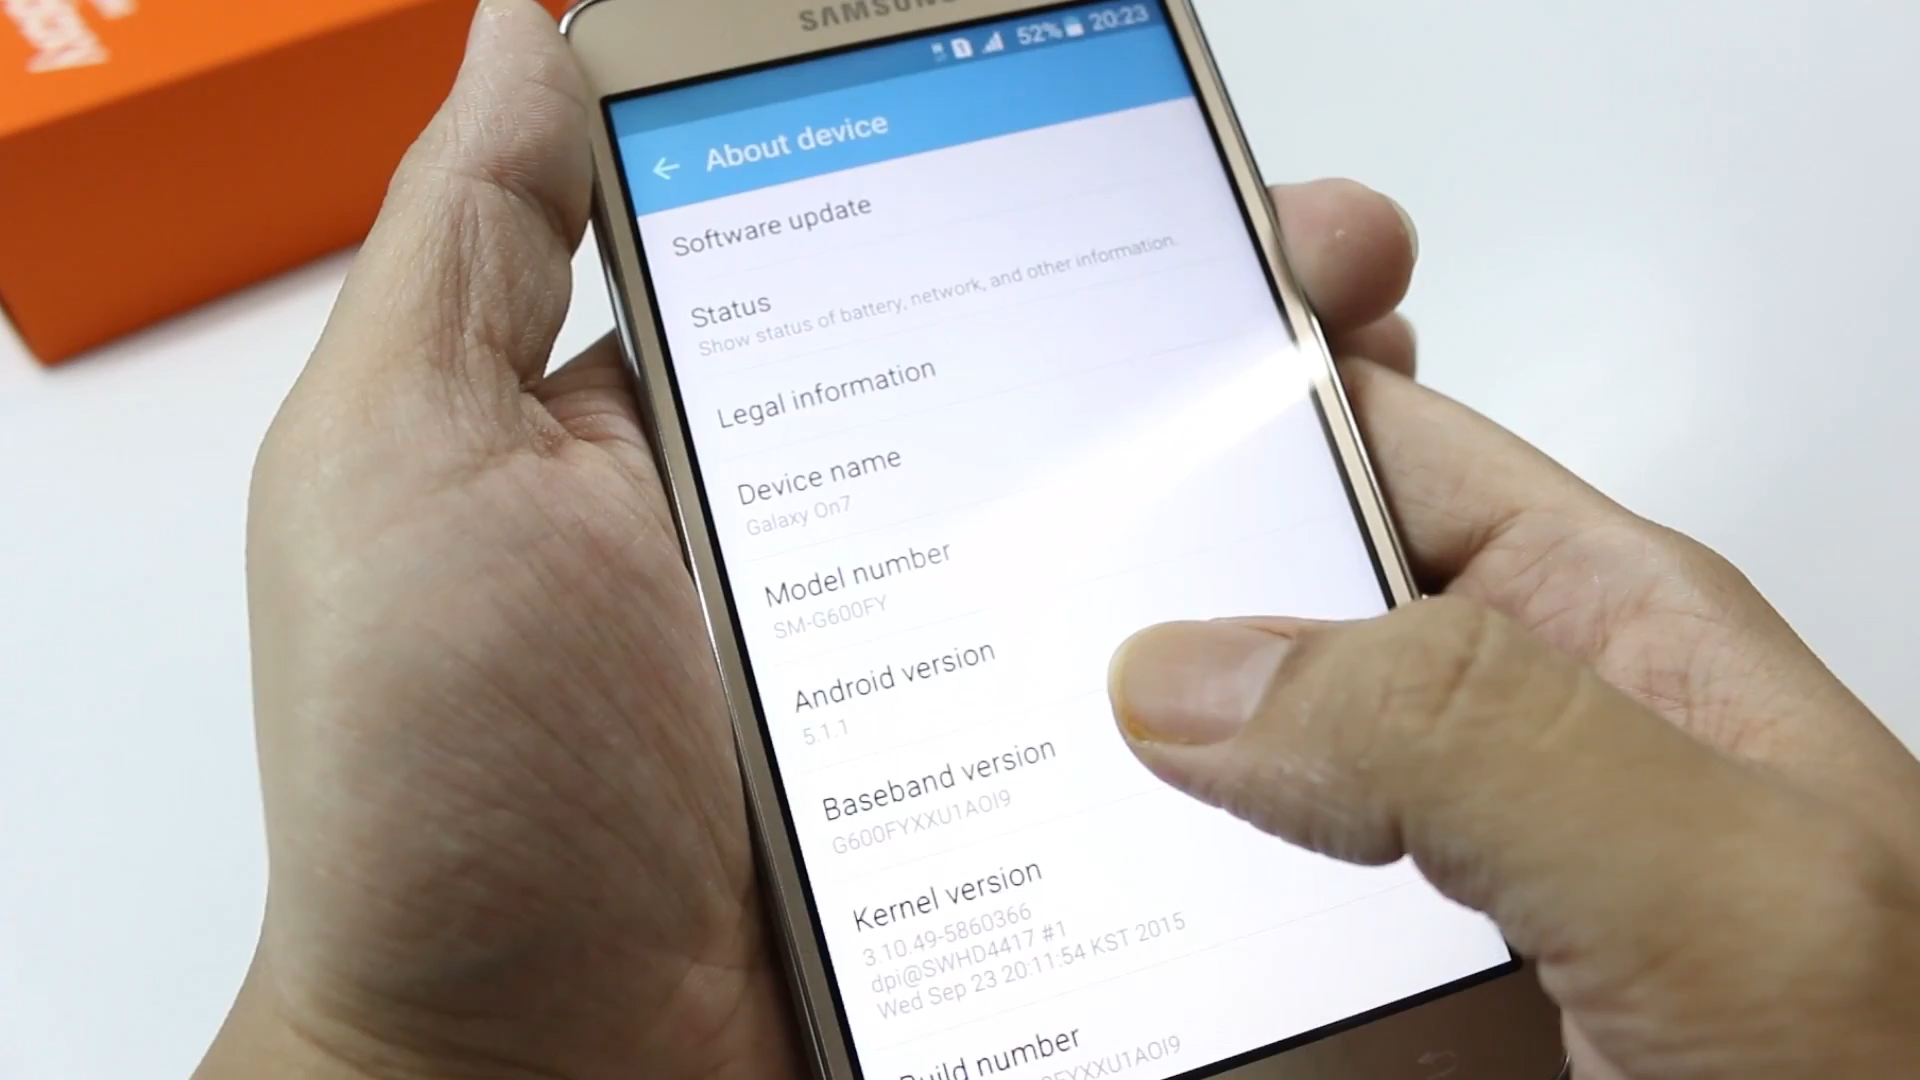 SAMSUNG
52% 20:23
About device
Software update
Status
Show status of battery, network, and other information.
Legal information
Device name
Galaxy On7
Model number
SM-G600FY
Android version
5.1.1
Baseband version
G600FYXXU1AOI9
Kernel version
3.10.49-5860366
dpi@SWHD4417 #1
Wed Sep 23 20:11:54 KST 2015
Build number